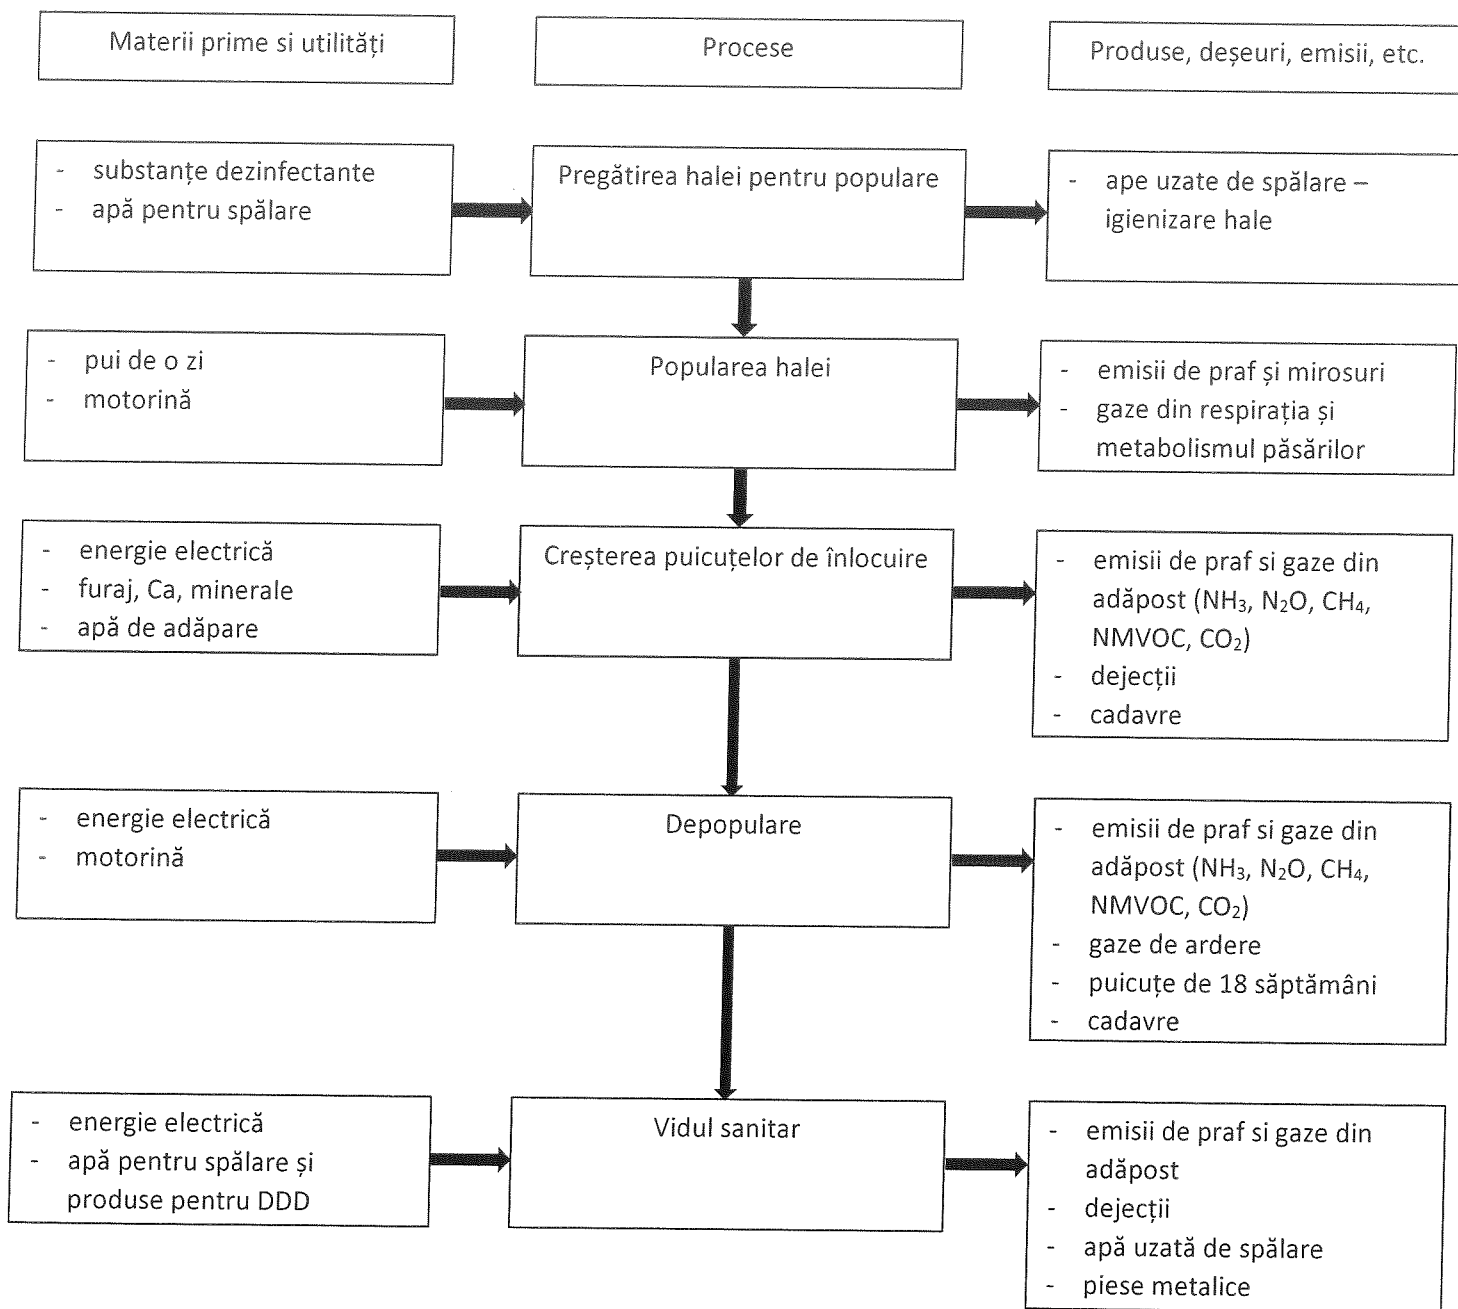 Materii prime si utilități
Procese
Produse, deșeuri, emisii, etc.
- substanțe dezinfectante
- apă pentru spălare
Pregătirea halei pentru populare
- ape uzate de spălare –
igienizare hale
- pui de o zi
- motorină
Popularea halei
- emisii de praf și mirosuri
- gaze din respirația și
metabolismul păsărilor
- energie electrică
- furaj, Ca, minerale
- apă de adăpare
Creșterea puicuțelor de înlocuire
- emisii de praf si gaze din
adăpost (NH₃, N₂O, CH₄,
NMVOC, CO₂)
- dejecții
- cadavre
- energie electrică
- motorină
Depopulare
- emisii de praf si gaze din
adăpost (NH₃, N₂O, CH₄,
NMVOC, CO₂)
- gaze de ardere
- puicuțe de 18 săptămâni
- cadavre
- energie electrică
- apă pentru spălare și
produse pentru DDD
Vidul sanitar
- emisii de praf si gaze din
adăpost
- dejecții
- apă uzată de spălare
- piese metalice